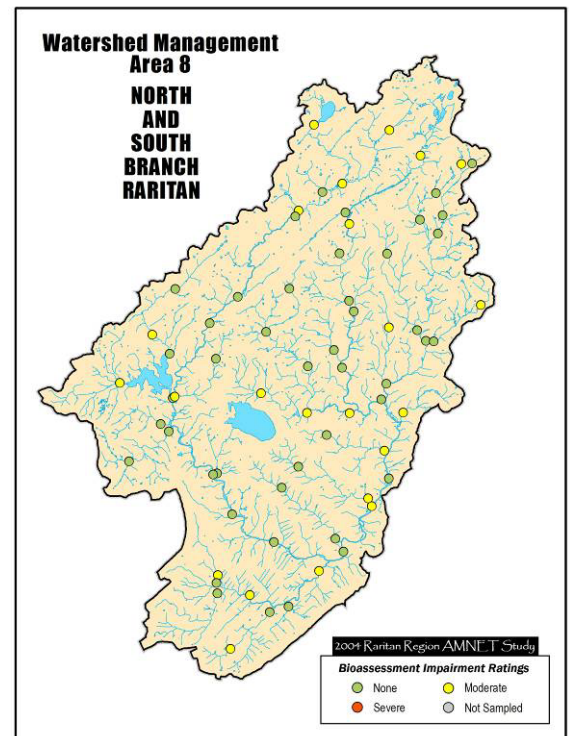 Watershed Management
Area 8
NORTH
AND
SOUTH
BRANCH
RARITAN
2004 Raritan Region AMNET Study
Bioassessment Impairment Ratings
None
Moderate
Severe
Not Sampled